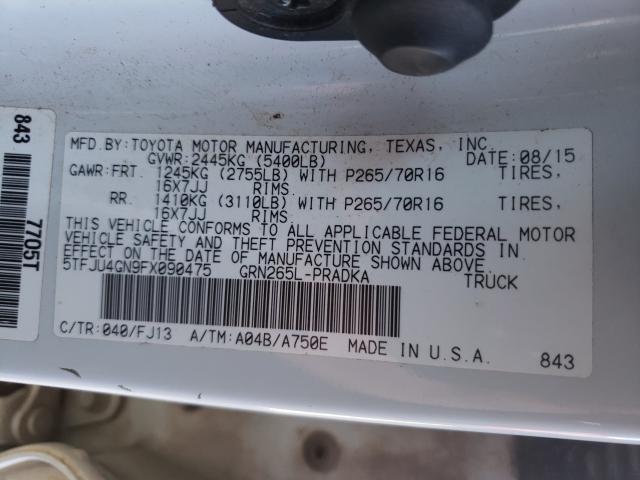 843
7705T
MFD.BY:TOYOTA MOTOR MANUFACTURING, TEXAS, INC.
GVWR:2445KG (5400LB) DATE:08/15
GAWR:FRT. 1245KG (2755LB) WITH P265/70R16 TIRES,
16X7JJ RIMS.
RR. 1410KG (3110LB) WITH P265/70R16 TIRES,
16X7JJ RIMS.
THIS VEHICLE CONFORMS TO ALL APPLICABLE FEDERAL MOTOR
VEHICLE SAFETY AND THEFT PREVENTION STANDARDS IN
EFFECT ON THE DATE OF MANUFACTURE SHOWN ABOVE.
5TFJU4GN9FX090475 GRN265L-PRADKA TRUCK
C/TR:040/FJ13 A/TM:A04B/A750E MADE IN U.S.A. 843